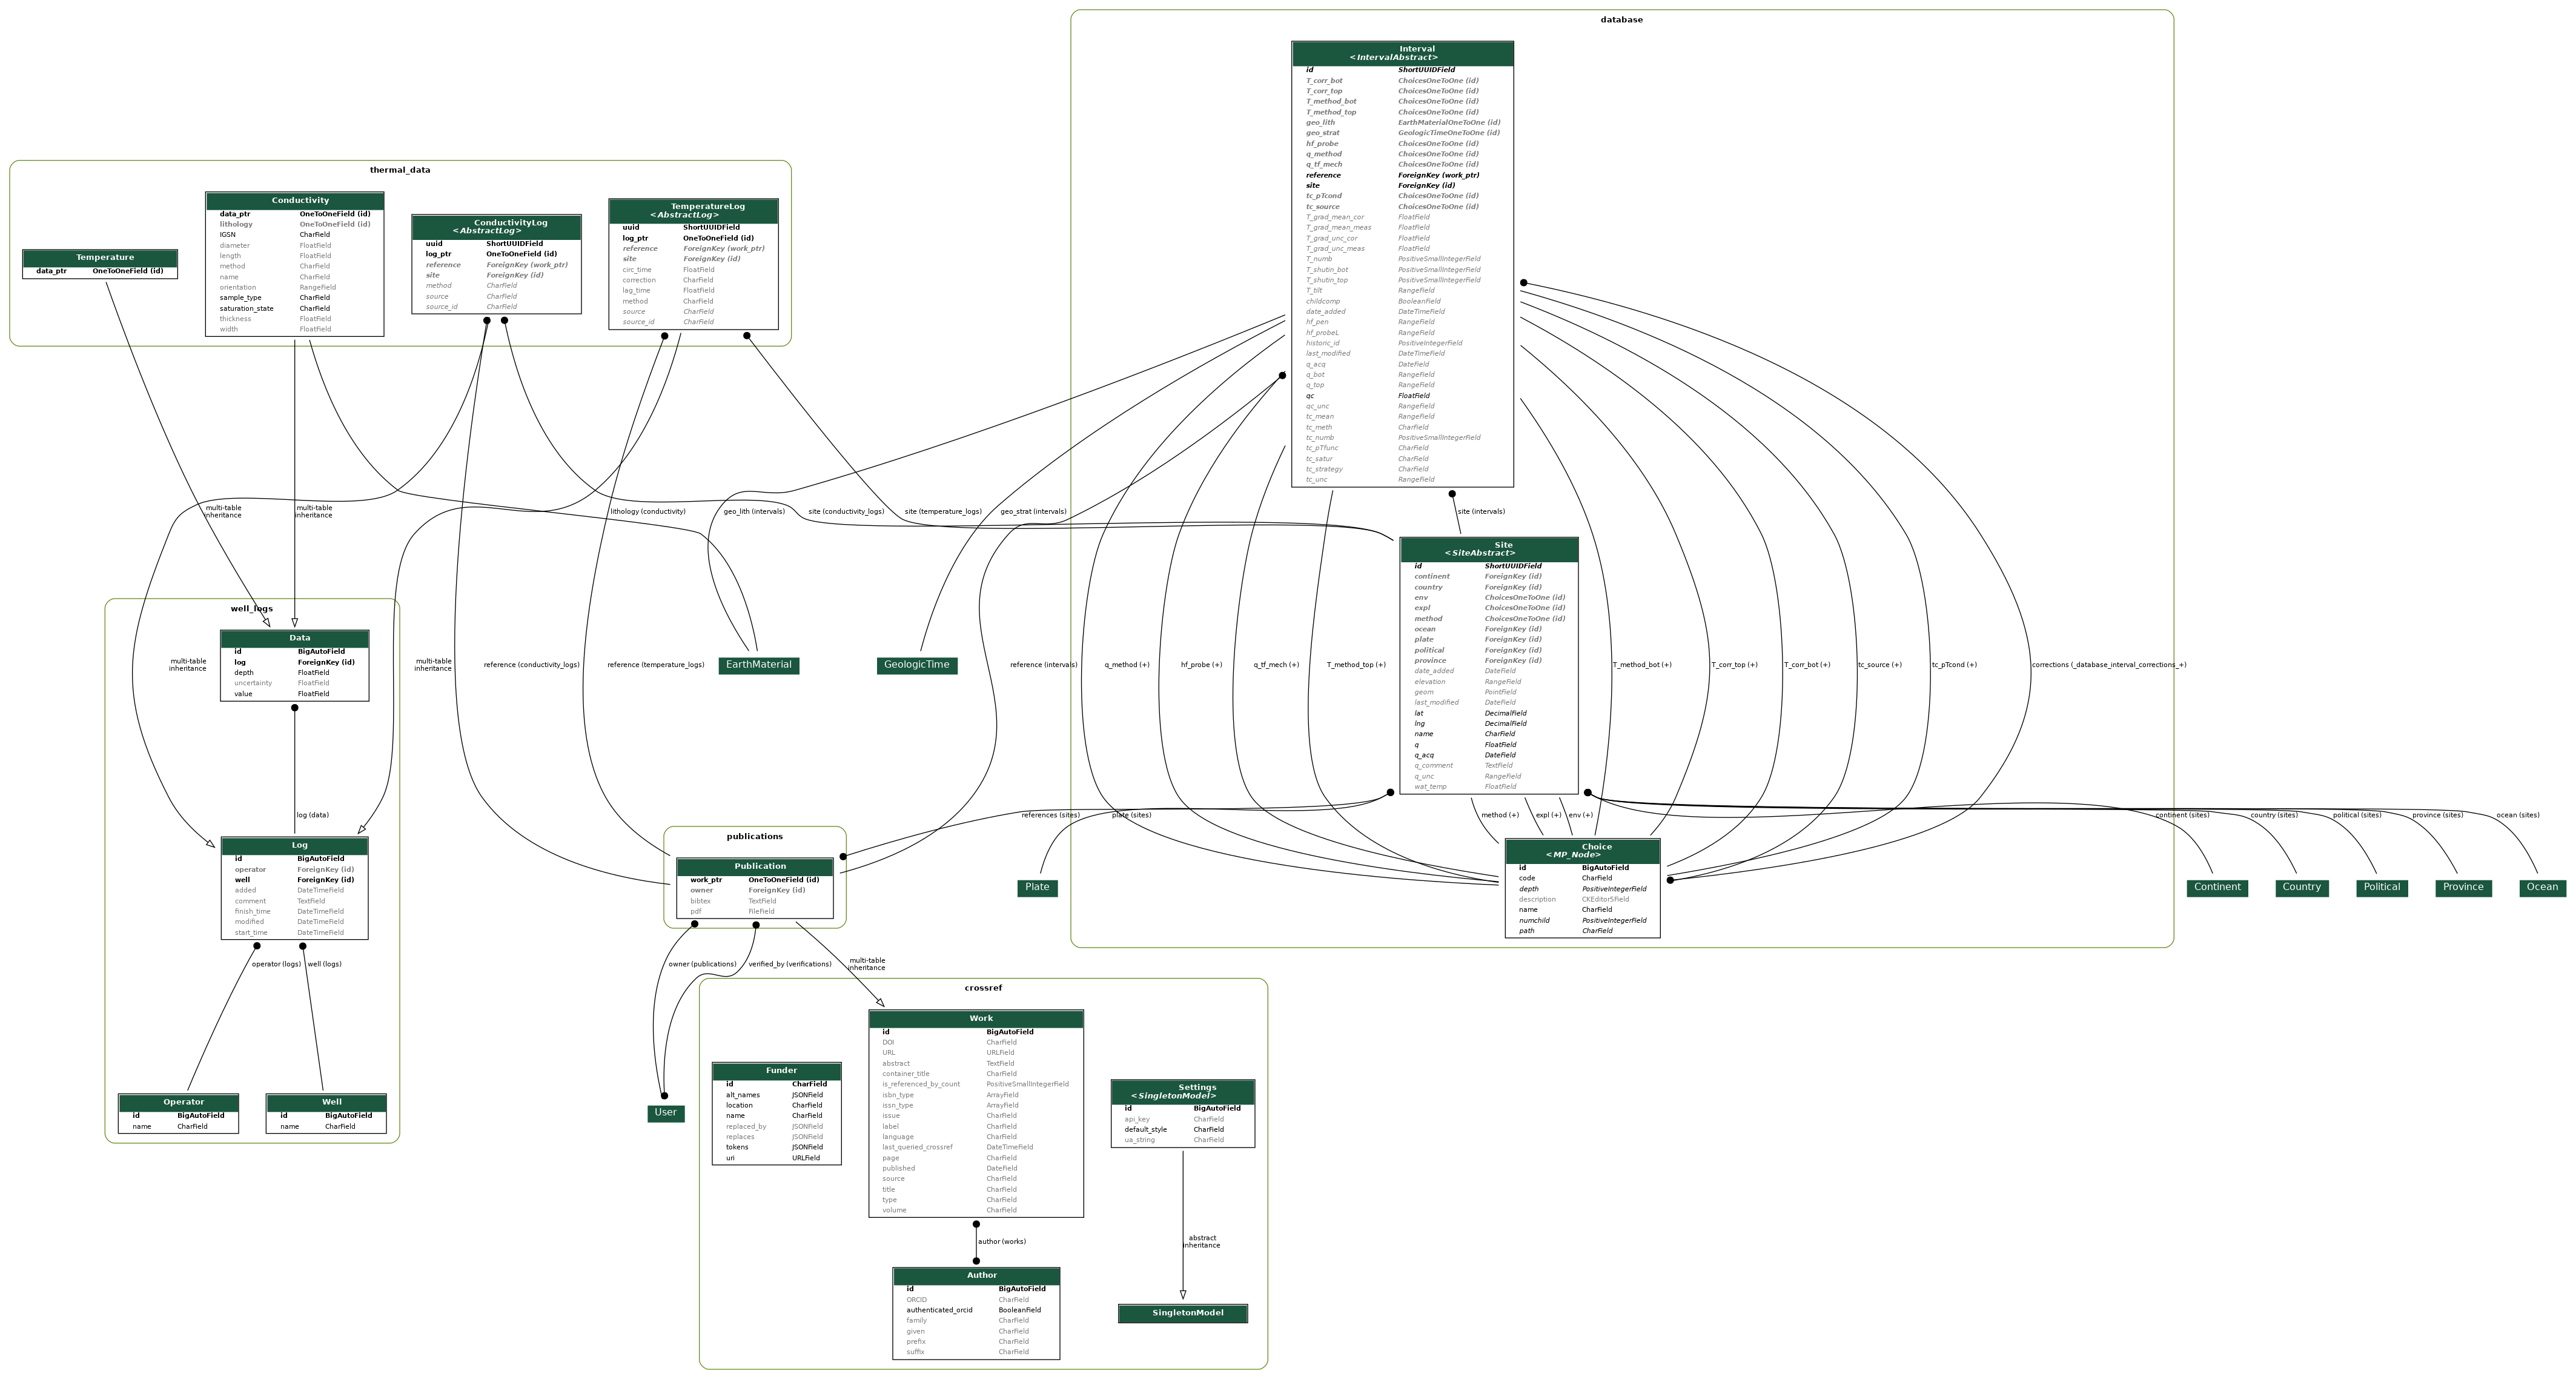 database
Interval
<IntervalAbstract>
id ShortUUIDField
T_corr_bot ChoicesOneToOne (id)
T_corr_top ChoicesOneToOne (id)
T_method_bot ChoicesOneToOne (id)
T_method_top ChoicesOneToOne (id)
geo_lith EarthMaterialOneToOne (id)
geo_strat GeologicTimeOneToOne (id)
hf_probe ChoicesOneToOne (id)
q_method ChoicesOneToOne (id)
q_tf_mech ChoicesOneToOne (id)
reference ForeignKey (work_ptr)
site ForeignKey (id)
tc_pTcond ChoicesOneToOne (id)
tc_source ChoicesOneToOne (id)
T_grad_mean_cor FloatField
T_grad_mean_meas FloatField
T_grad_unc_cor FloatField
T_grad_unc_meas FloatField
T_numb PositiveSmallIntegerField
T_shutin_bot PositiveSmallIntegerField
T_shutin_top PositiveSmallIntegerField
T_tilt RangeField
childcomp BooleanField
date_added DateTimeField
hf_pen RangeField
hf_probeL RangeField
historic_id PositiveIntegerField
last_modified DateTimeField
q_acq DateField
q_bot RangeField
q_top RangeField
qc FloatField
qc_unc RangeField
tc_mean RangeField
tc_meth CharField
tc_numb PositiveSmallIntegerField
tc_pTfunc CharField
tc_satur CharField
tc_strategy CharField
tc_unc RangeField
thermal_data
Temperature
data_ptr OneToOneField (id)
Conductivity
data_ptr OneToOneField (id)
lithology OneToOneField (id)
IGSN CharField
diameter FloatField
length FloatField
method CharField
name CharField
orientation RangeField
sample_type CharField
saturation_state CharField
thickness FloatField
width FloatField
ConductivityLog
<AbstractLog>
uuid ShortUUIDField
log_ptr OneToOneField (id)
reference ForeignKey (work_ptr)
site ForeignKey (id)
method CharField
source CharField
source_id CharField
TemperatureLog
<AbstractLog>
uuid ShortUUIDField
log_ptr OneToOneField (id)
reference ForeignKey (work_ptr)
site ForeignKey (id)
circ_time FloatField
correction CharField
lag_time FloatField
method CharField
source CharField
source_id CharField
multi-table
inheritance
multi-table
inheritance
lithology (conductivity)
geo_lith (intervals)
site (conductivity_logs)
site (temperature_logs)
geo_strat (intervals)
site (intervals)
Site
<SiteAbstract>
id ShortUUIDField
continent ForeignKey (id)
country ForeignKey (id)
env ChoicesOneToOne (id)
expl ChoicesOneToOne (id)
method ChoicesOneToOne (id)
ocean ForeignKey (id)
plate ForeignKey (id)
political ForeignKey (id)
province ForeignKey (id)
date_added DateField
elevation RangeField
geom PointField
last_modified DateField
lat DecimalField
lng DecimalField
name CharField
q FloatField
q_acq DateField
q_comment TextField
q_unc RangeField
wat_temp FloatField
well_logs
Data
id BigAutoField
log ForeignKey (id)
depth FloatField
uncertainty FloatField
value FloatField
multi-table
inheritance
multi-table
inheritance
reference (conductivity_logs)
reference (temperature_logs)
EarthMaterial
GeologicTime
reference (intervals)
q_method (+)
hf_probe (+)
q_tf_mech (+)
T_method_top (+)
T_method_bot (+)
T_corr_top (+)
T_corr_bot (+)
tc_source (+)
tc_pTcond (+)
corrections (_database_interval_corrections_+)
log (data)
references (sites)
plate (sites)
method (+)
expl (+)
env (+)
continent (sites)
country (sites)
political (sites)
province (sites)
ocean (sites)
Log
id BigAutoField
operator ForeignKey (id)
well ForeignKey (id)
added DateTimeField
comment TextField
finish_time DateTimeField
modified DateTimeField
start_time DateTimeField
publications
Publication
work_ptr OneToOneField (id)
owner ForeignKey (id)
bibtex TextField
pdf FileField
Plate
Choice
<MP_Node>
id BigAutoField
code CharField
depth PositiveIntegerField
description CKEditor5Field
name CharField
numchild PositiveIntegerField
path CharField
Continent
Country
Political
Province
Ocean
operator (logs)
well (logs)
owner (publications)
verified_by (verifications)
multi-table
inheritance
Operator
id BigAutoField
name CharField
Well
id BigAutoField
name CharField
User
crossref
Funder
id CharField
alt_names JSONField
location CharField
name CharField
replaced_by JSONField
replaces JSONField
tokens JSONField
uri URLField
Work
id BigAutoField
DOI CharField
URL URLField
abstract TextField
container_title CharField
is_referenced_by_count PositiveSmallIntegerField
isbn_type ArrayField
issn_type ArrayField
issue CharField
label CharField
language CharField
last_queried_crossref DateTimeField
page CharField
published DateField
source CharField
title CharField
type CharField
volume CharField
Settings
<SingletonModel>
id BigAutoField
api_key CharField
default_style CharField
ua_string CharField
author (works)
abstract
inheritance
Author
id BigAutoField
ORCID CharField
authenticated_orcid BooleanField
family CharField
given CharField
prefix CharField
suffix CharField
SingletonModel